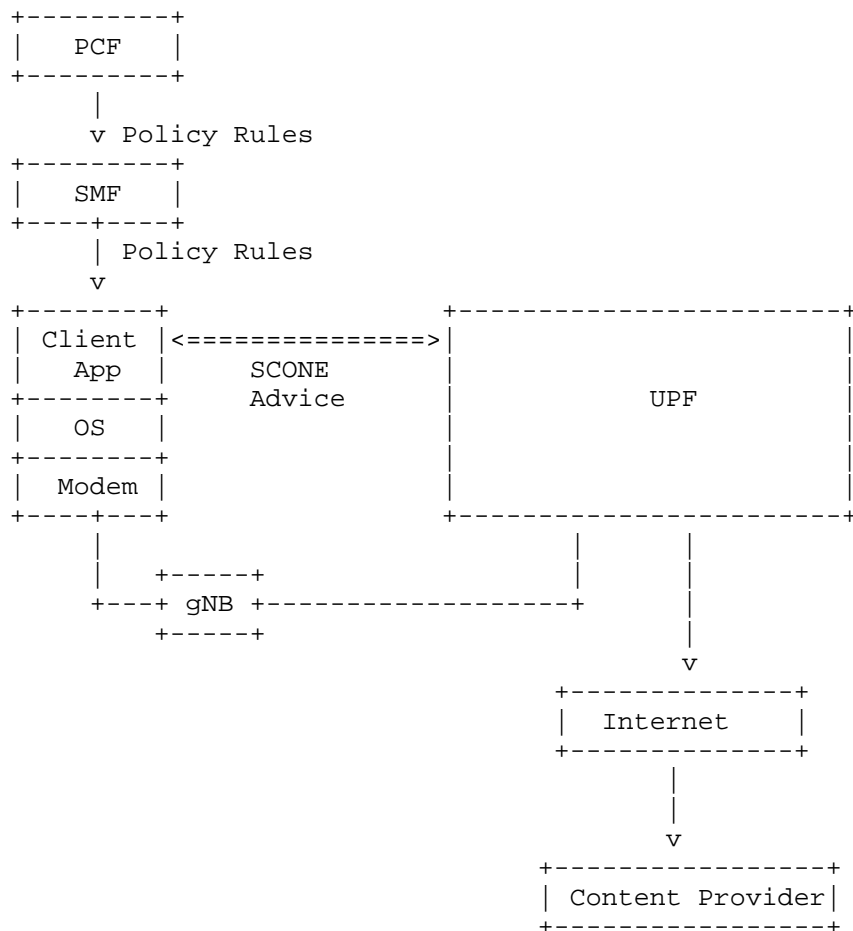 PCF
v Policy Rules
SMF
Policy Rules
v
Client
App
SCONE
Advice
UPF
OS
Modem
gNB
v
Internet
v
Content Provider